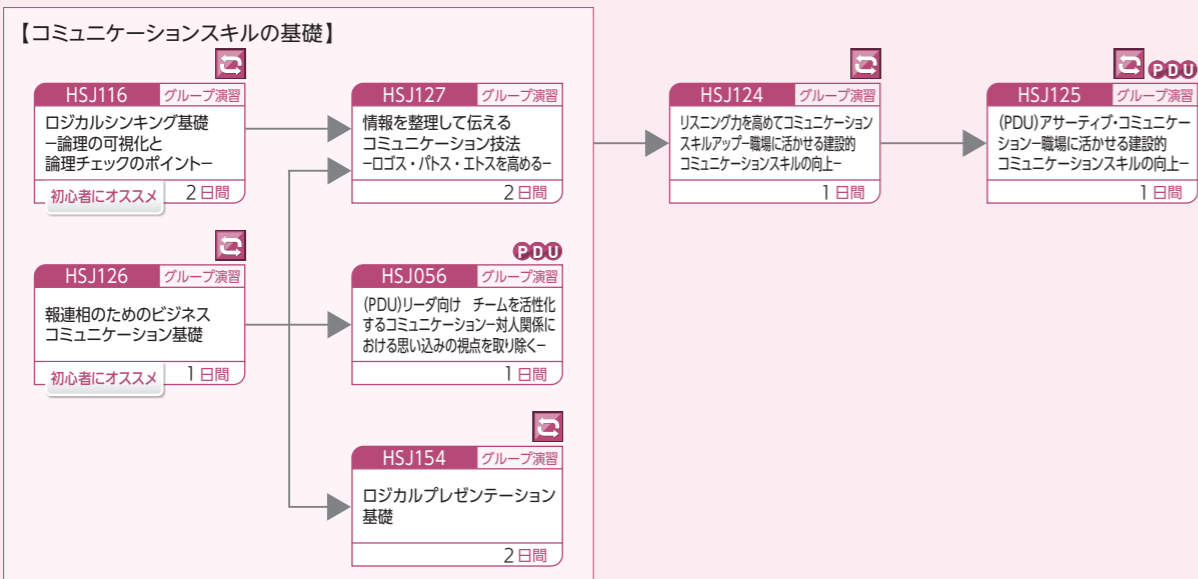 【コミュニケーションスキルの基礎】
HSJ116 グループ演習
ロジカルシンキング基礎
−論理の可視化と
論理チェックのポイント−
初心者にオススメ 2日間
HSJ127 グループ演習
情報を整理して伝える
コミュニケーション技法
−ロゴス・パトス・エトスを高める−
2日間
HSJ124 グループ演習
リスニング力を高めてコミュニケーション
スキルアップ−職場に活かせる建設的
コミュニケーションスキルの向上−
1日間
PDU
HSJ125 グループ演習
(PDU)アサーティブ・コミュニケー
ション−職場に活かせる建設的
コミュニケーションスキルの向上−
1日間
HSJ126 グループ演習
報連相のためのビジネス
コミュニケーション基礎
初心者にオススメ 1日間
PDU
HSJ056 グループ演習
(PDU)リーダ向け　チームを活性化
するコミュニケーション−対人関係に
おける思い込みの視点を取り除く−
1日間
HSJ154 グループ演習
ロジカルプレゼンテーション
基礎
2日間